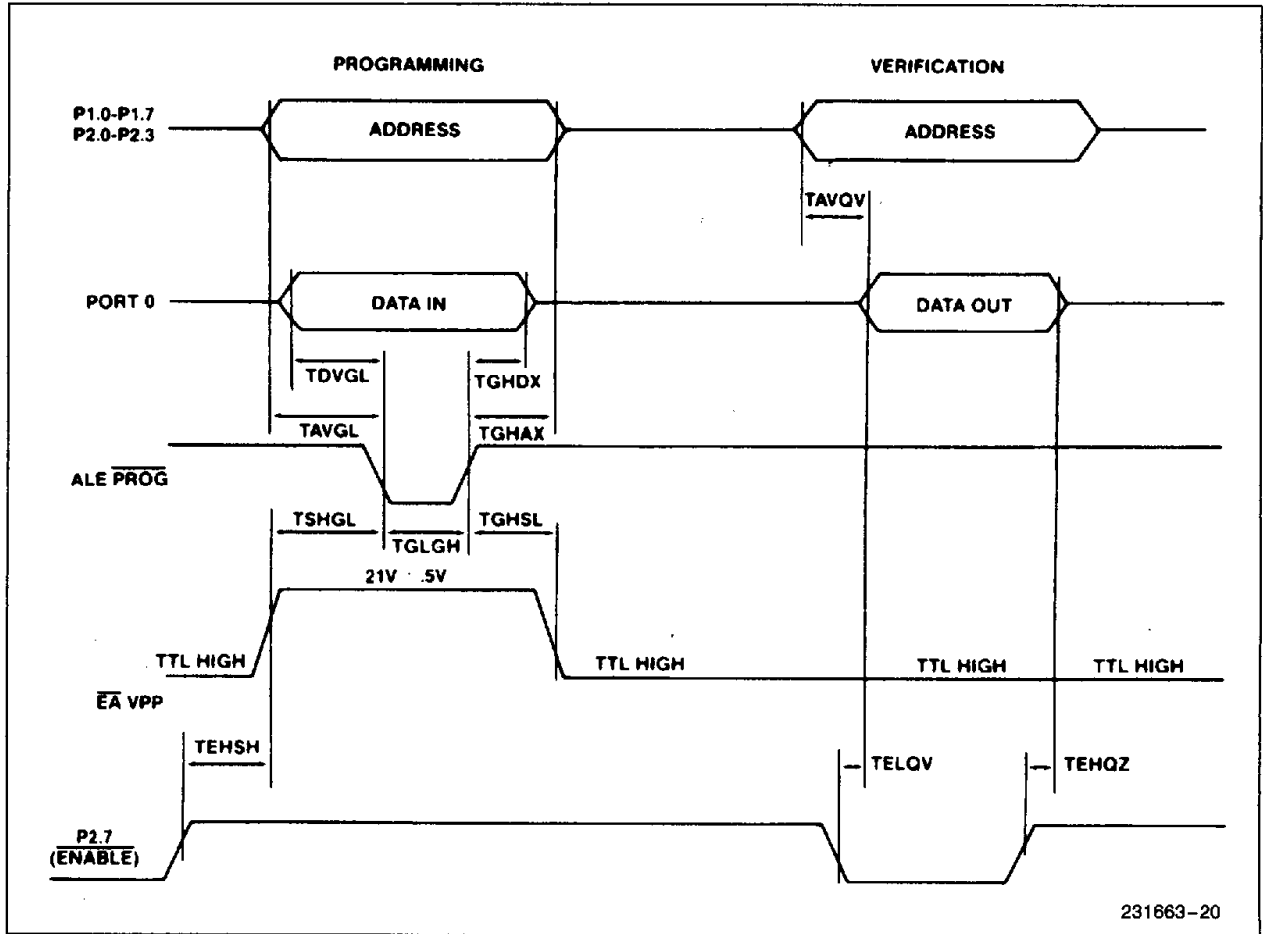 PROGRAMMING
VERIFICATION
P1.0-P1.7
P2.0-P2.3
ADDRESS
ADDRESS
TAVQV
PORT 0
DATA IN
DATA OUT
TDVGL
TGHDX
TAVGL
TGHAX
ALE PROG
TSHGL
TGHSL
TGLGH
21V .5V
TTL HIGH
TTL HIGH
TTL HIGH
TTL HIGH
EA VPP
TEHSH
TELQV
TEHQZ
P2.7
(ENABLE)
231663-20